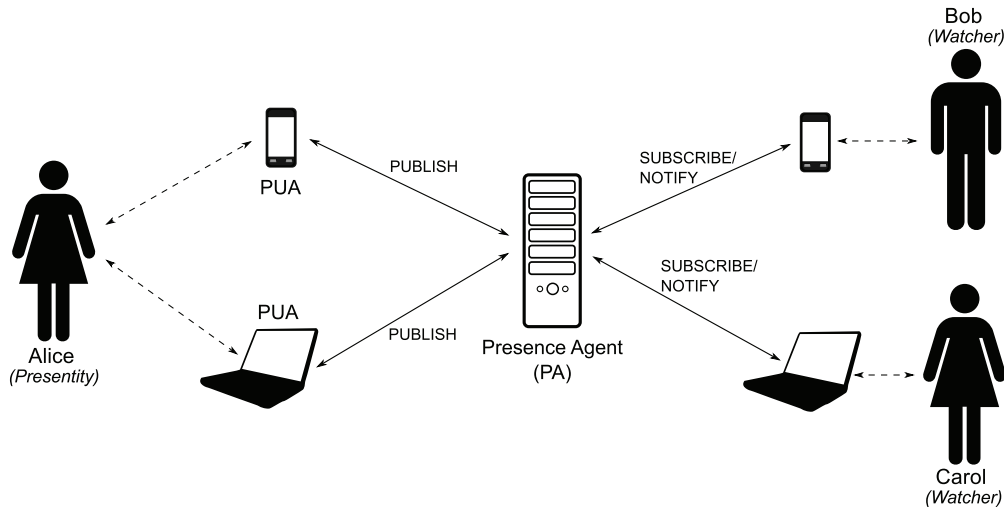 Bob
(Watcher)
SUBSCRIBE/
NOTIFY
PUBLISH
PUA
SUBSCRIBE/
NOTIFY
PUA
PUBLISH
Presence Agent
(PA)
Alice
(Presentity)
Carol
(Watcher)